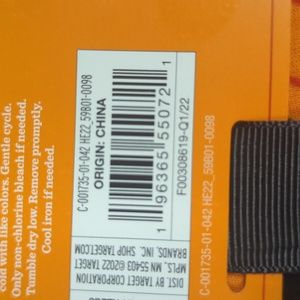 cold with like colors. Gentle cycle.
Only non-chlorine bleach if needed.
Tumble dry low. Remove promptly.
Cool iron if needed.
C-001T35-01-042 HE22_59B01-0098
ORIGIN: CHINA
1 96365 55072 1
F00308619-Q1/22
DIST BY TARGET CORPORATION
MPLS, MN 55403 ©2022 TARGET
BRANDS, INC. SHOP TARGET.COM
C-001735-01-042 HE22_59B01-0098